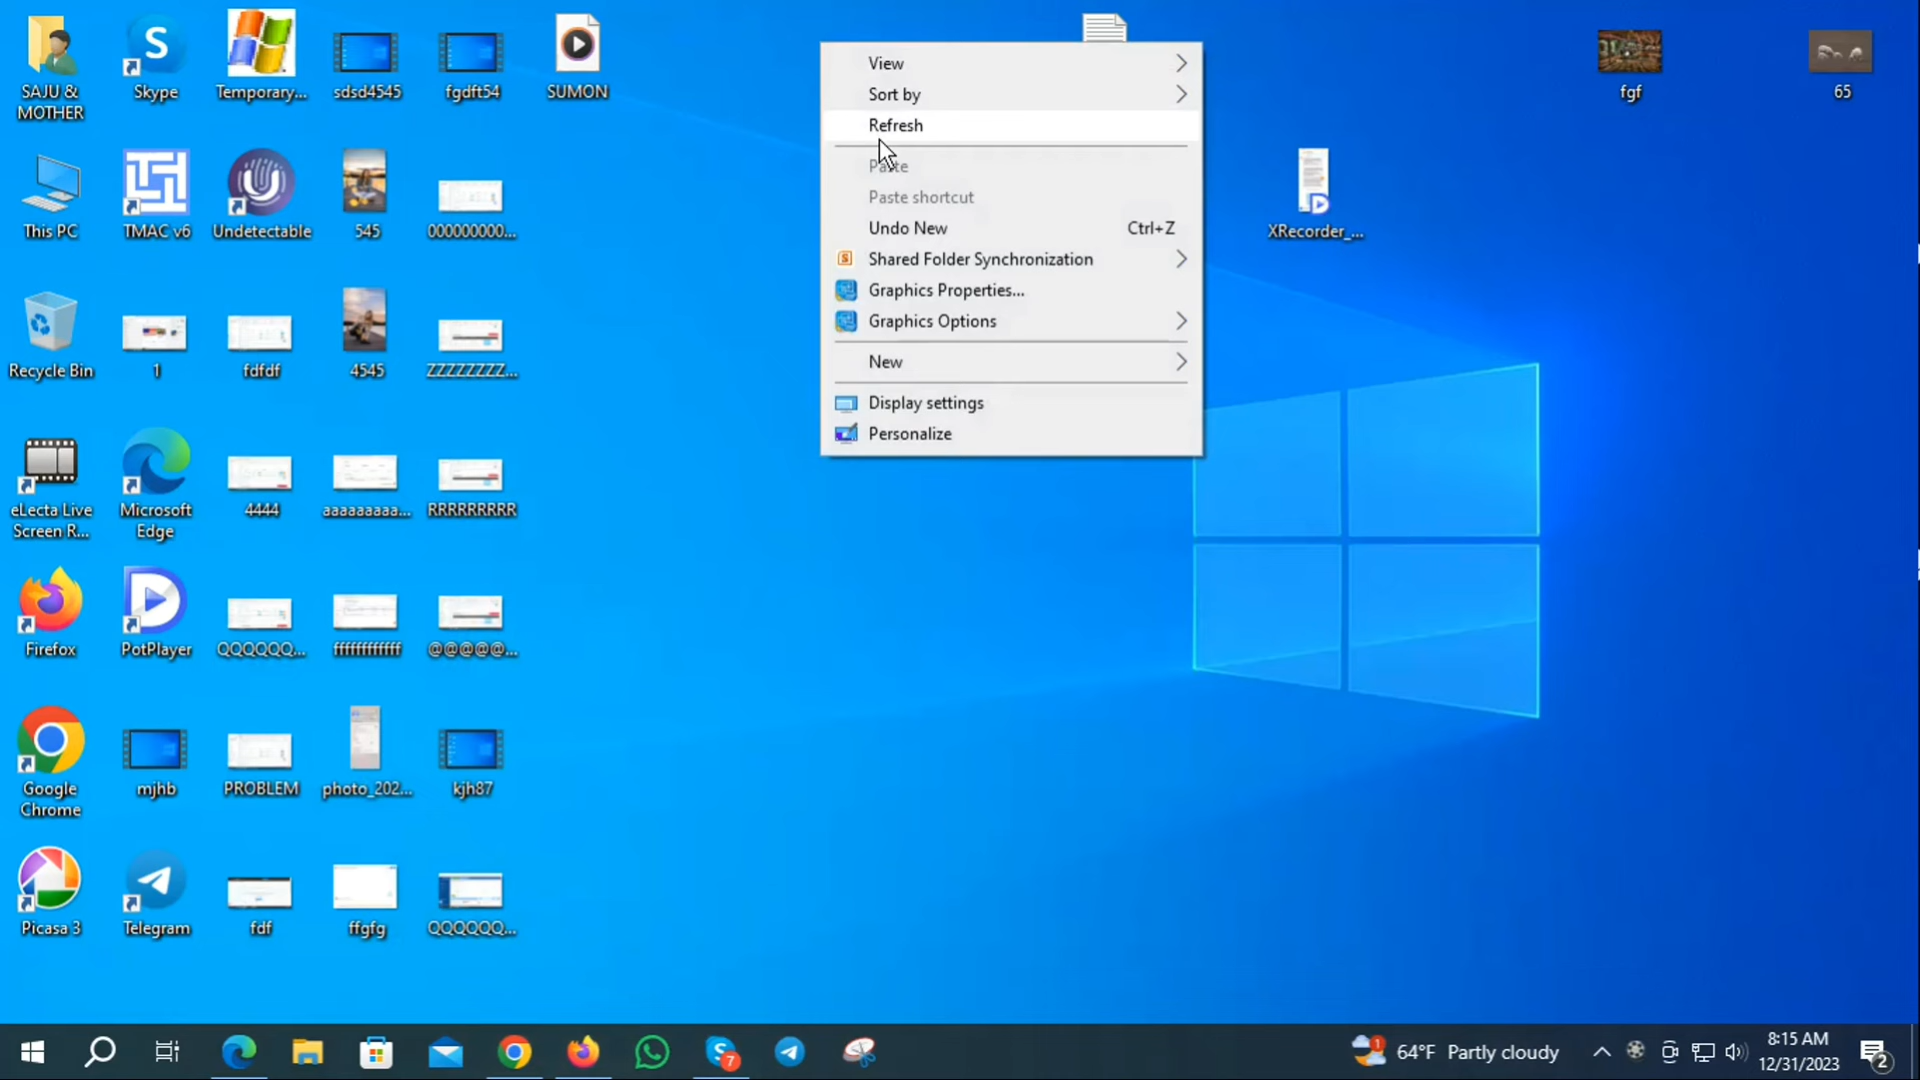 SAJU &
MOTHER
Skype
Temporary...
sdsd4545
fgdft54
SUMON
fgf
65
This PC
TMAC v6
Undetectable
545
000000000...
XRecorder_...
Recycle Bin
1
fdfdf
4545
ZZZZZZZZ...
eLecta Live
Screen R...
Microsoft
Edge
4444
aaaaaaaaa...
RRRRRRRRR
Firefox
PotPlayer
QQQQQQ...
ffffffffffff
@@@@@...
Google
Chrome
mjhb
PROBLEM
photo_202...
kjh87
Picasa 3
Telegram
fdf
ffgfg
QQQQQQ...
View
Sort by
Refresh
Paste
Paste shortcut
Undo New Ctrl+Z
Shared Folder Synchronization
Graphics Properties...
Graphics Options
New
Display settings
Personalize
7
1
64°F Partly cloudy
8:15 AM
12/31/2023
2